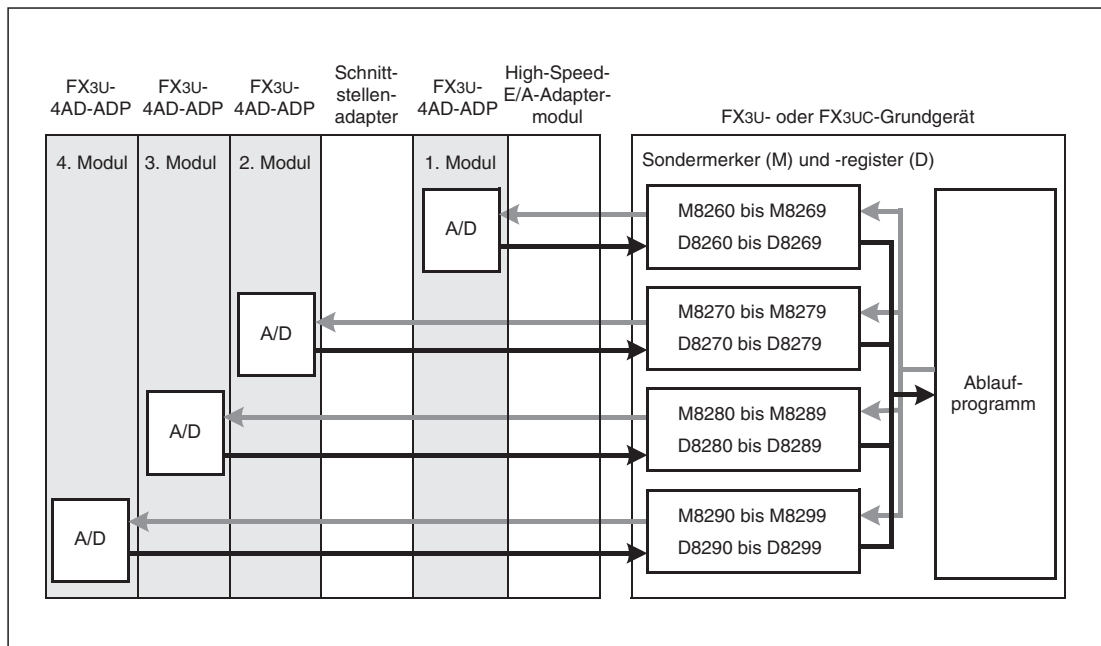 FX3U-
4AD-ADP
FX3U-
4AD-ADP
FX3U-
4AD-ADP
Schnitt-
stellen-
adapter
FX3U-
4AD-ADP
High-Speed-
E/A-Adapter-
modul
FX3U- oder FX3UC-Grundgerät
4. Modul
3. Modul
2. Modul
1. Modul
Sondermerker (M) und -register (D)
A/D
M8260 bis M8269
D8260 bis D8269
A/D
M8270 bis M8279
D8270 bis D8279
A/D
M8280 bis M8289
D8280 bis D8289
A/D
M8290 bis M8299
D8290 bis D8299
Ablauf-
programm